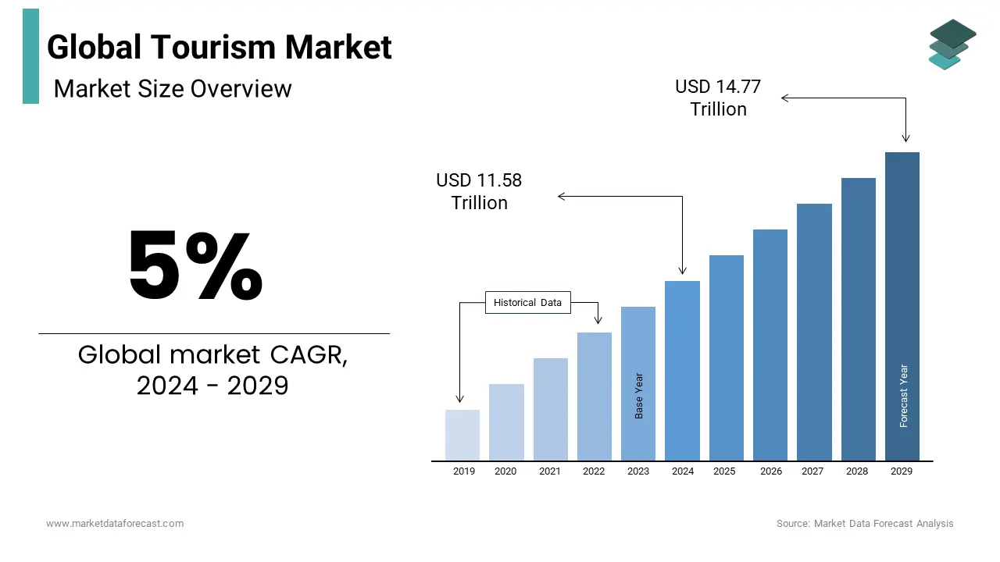 Global Tourism Market
Market Size Overview
USD 14.77
Trillion
USD 11.58
Trillion
5%
Global market CAGR,
2024 - 2029
Historical Data
Base Year
Forecast Year
2019 2020 2021 2022 2023 2024 2025 2026 2027 2028 2029
www.marketdataforecast.com
Source: Market Data Forecast Analysis